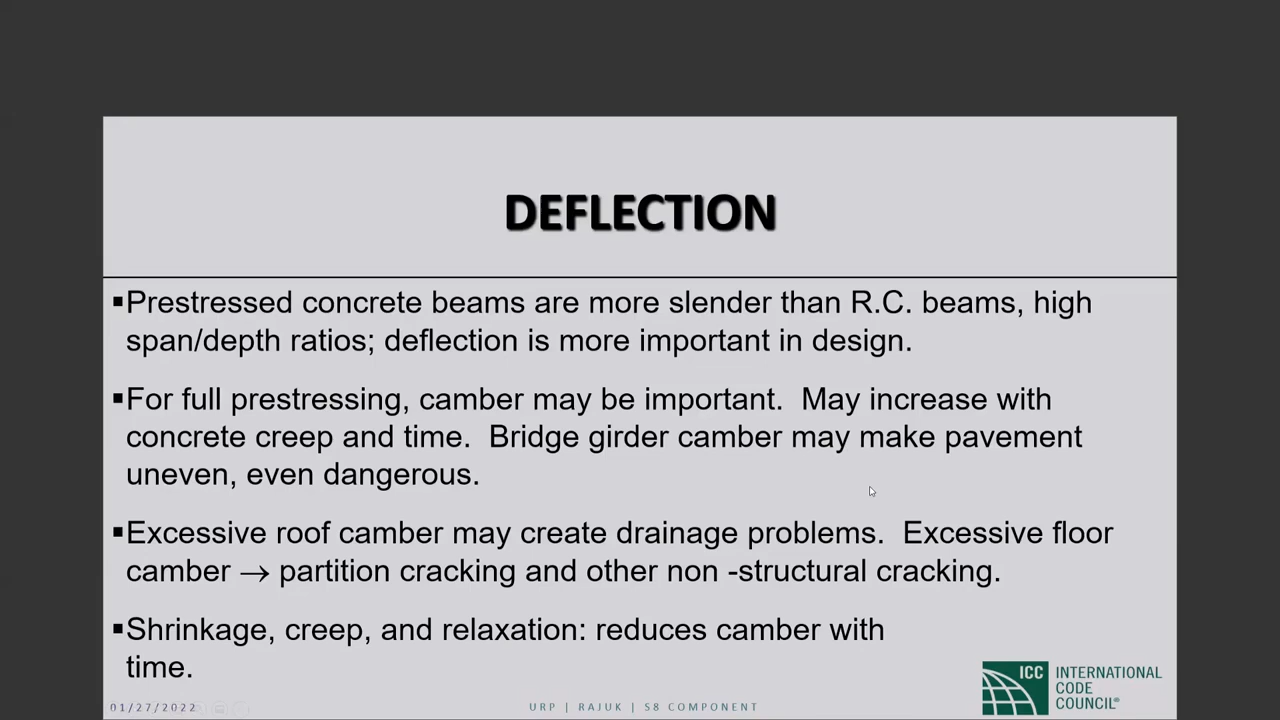 DEFLECTION
▪Prestressed concrete beams are more slender than R.C. beams, high
span/depth ratios; deflection is more important in design.
▪For full prestressing, camber may be important.  May increase with
concrete creep and time.  Bridge girder camber may make pavement
uneven, even dangerous.
▪Excessive roof camber may create drainage problems.  Excessive floor
camber → partition cracking and other non -structural cracking.
▪Shrinkage, creep, and relaxation: reduces camber with
time.
ICC INTERNATIONAL
CODE
COUNCIL®
01/27/2022
URP | RAJUK | S8 COMPONENT